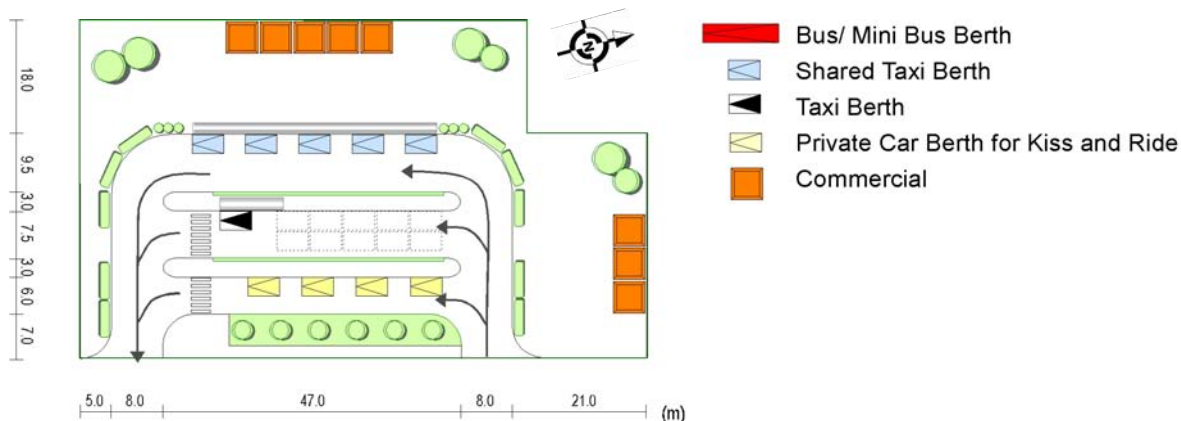 N
Bus/ Mini Bus Berth
Shared Taxi Berth
Taxi Berth
Private Car Berth for Kiss and Ride
Commercial
18.0
9.5
3.0
7.5
3.0
6.0
7.0
5.0 8.0 47.0 8.0 21.0 (m)